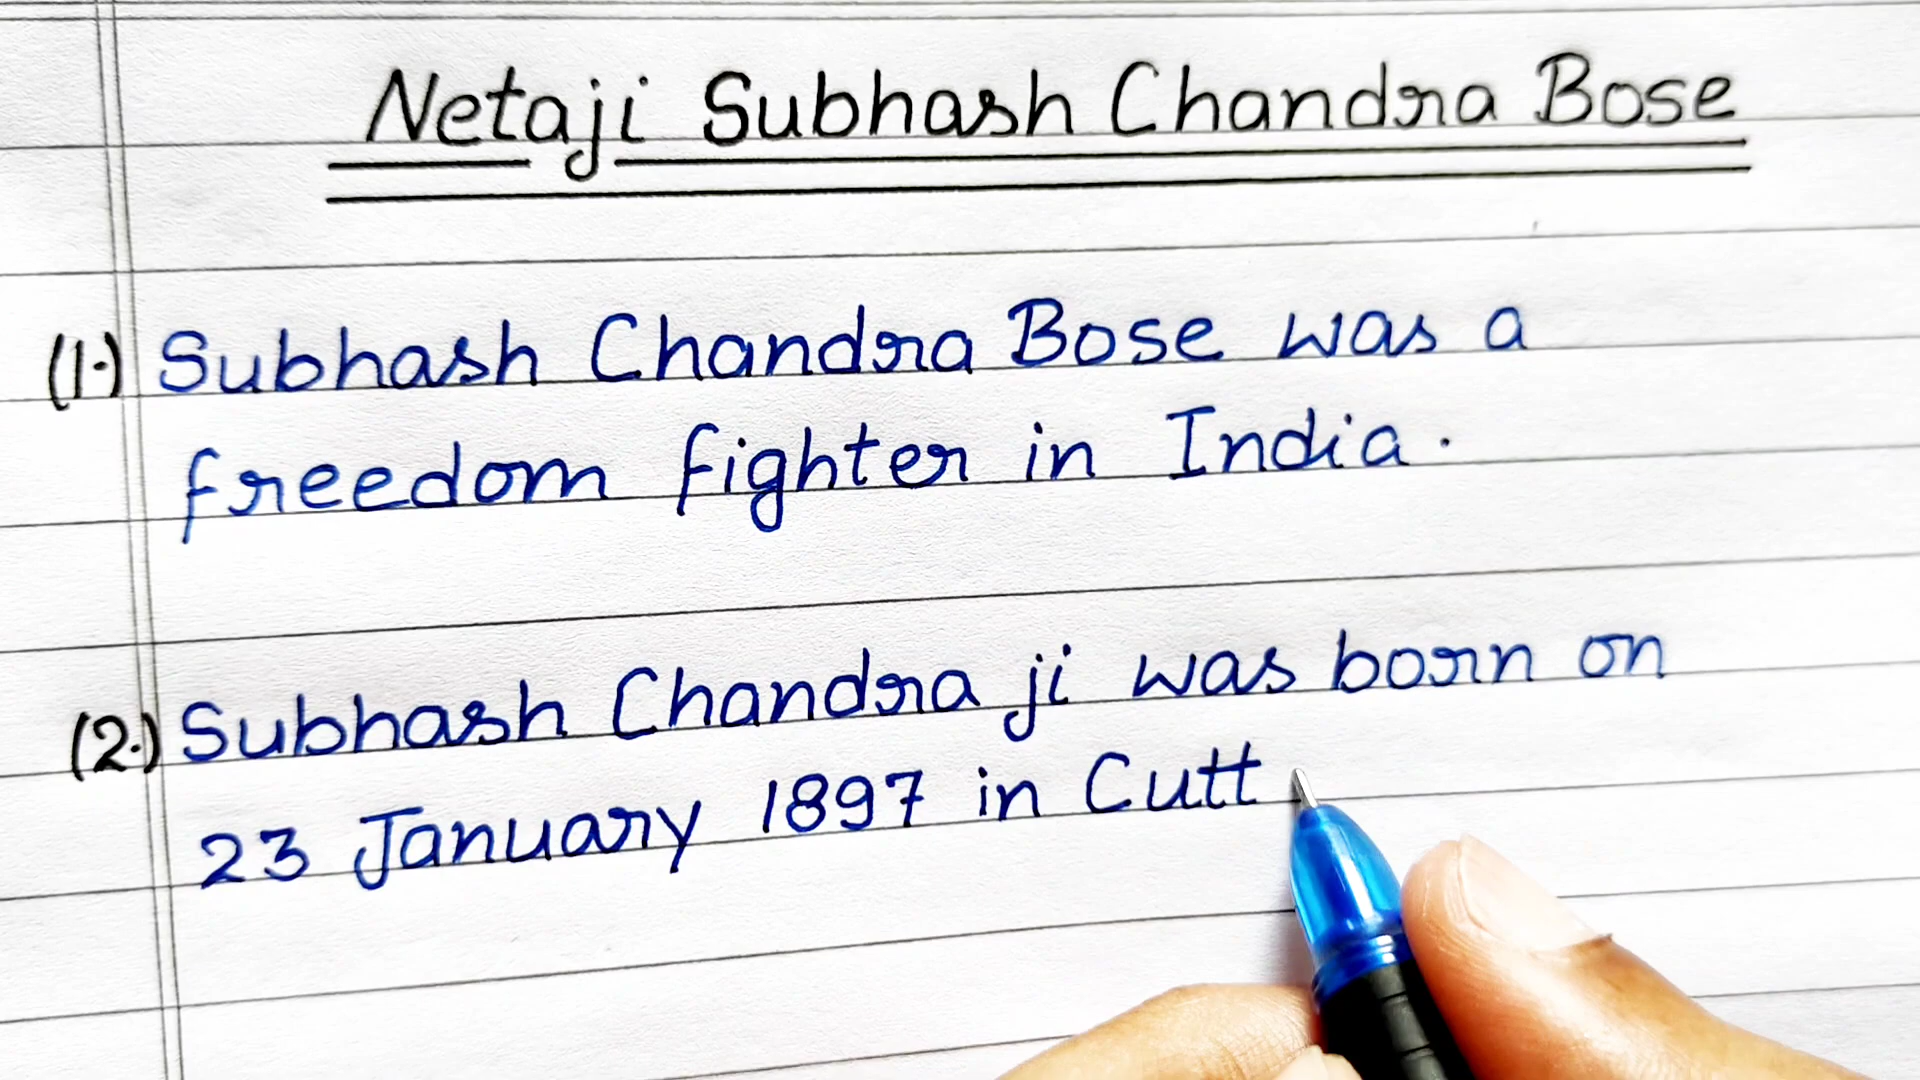 Netaji Subhash Chandra Bose
(1.) Subhash Chandra Bose was a
freedom fighter in India.
(2.) Subhash Chandra ji was born on
23 January 1897 in Cutt